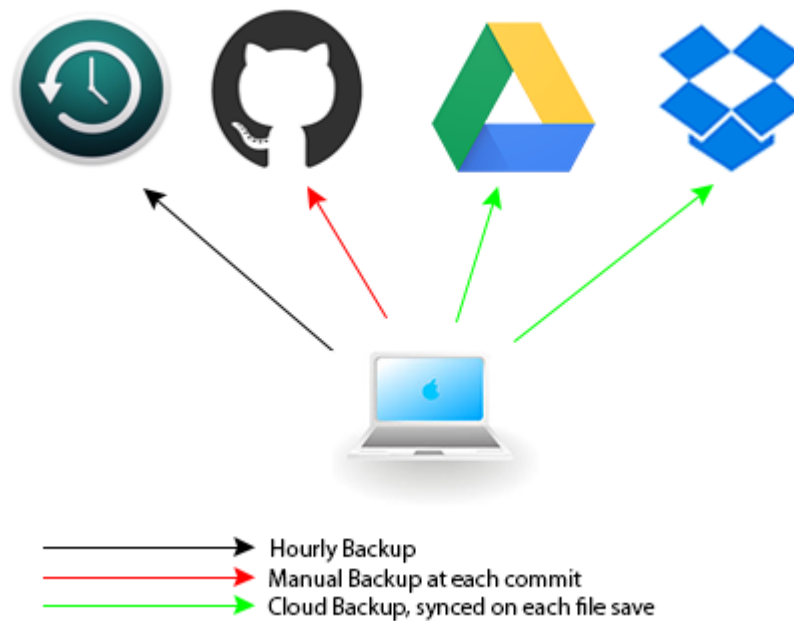 Hourly Backup
Manual Backup at each commit
Cloud Backup, synced on each file save